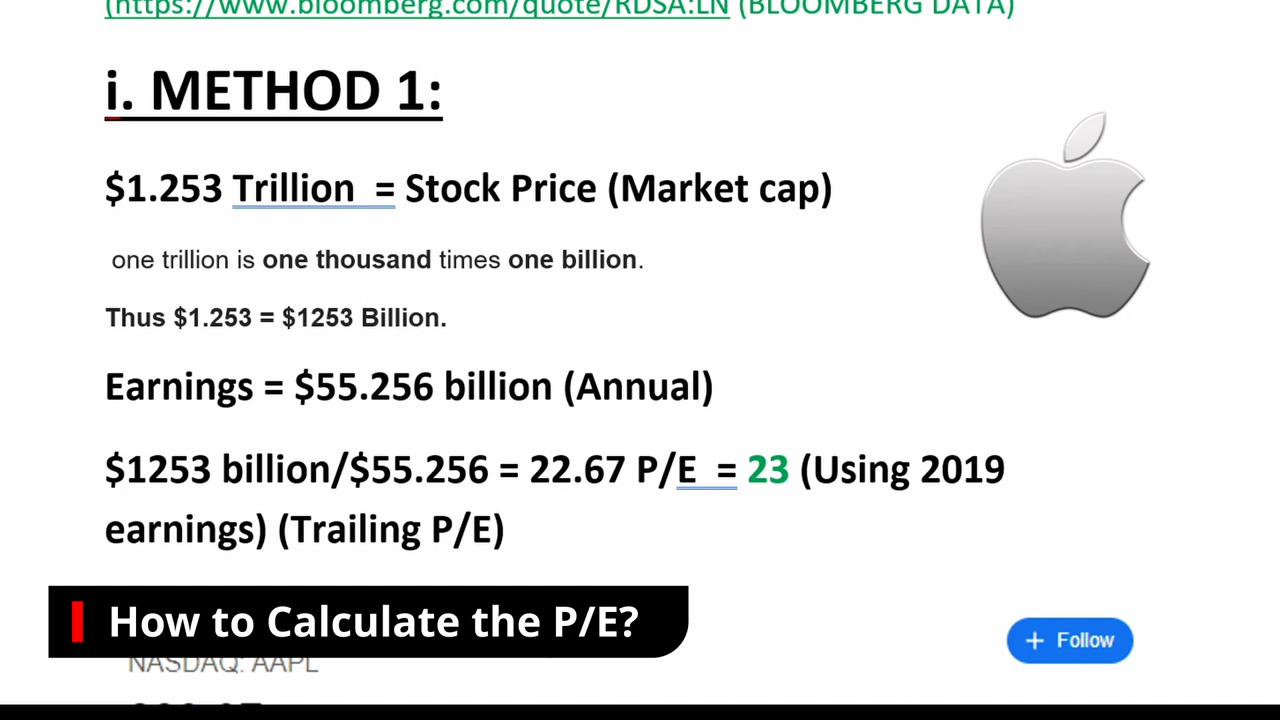 (https://www.bloomberg.com/quote/RDSA:LN (BLOOMBERG DATA)
i. METHOD 1:
$1.253 Trillion = Stock Price (Market cap)
one trillion is one thousand times one billion.
Thus $1.253 = $1253 Billion.
Earnings = $55.256 billion (Annual)
$1253 billion/$55.256 = 22.67 P/E = 23 (Using 2019
earnings) (Trailing P/E)
How to Calculate the P/E?
+ Follow
NASDAQ: AAPL